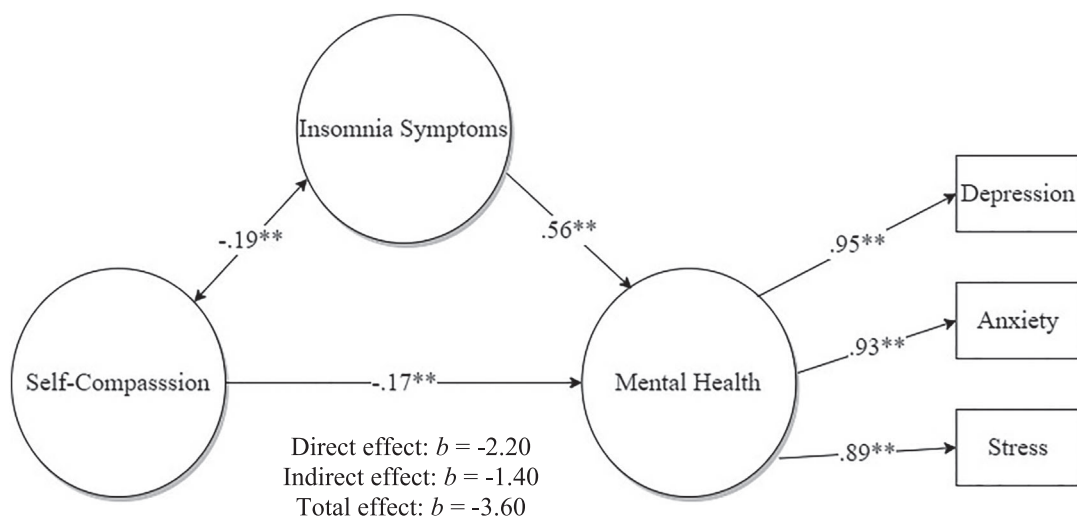 Insomnia Symptoms
Depression
-.19**
.56**
.95**
Anxiety
.93**
Self-Compasssion
-.17**
Mental Health
Direct effect: b = -2.20
Indirect effect: b = -1.40
Total effect: b = -3.60
.89**
Stress